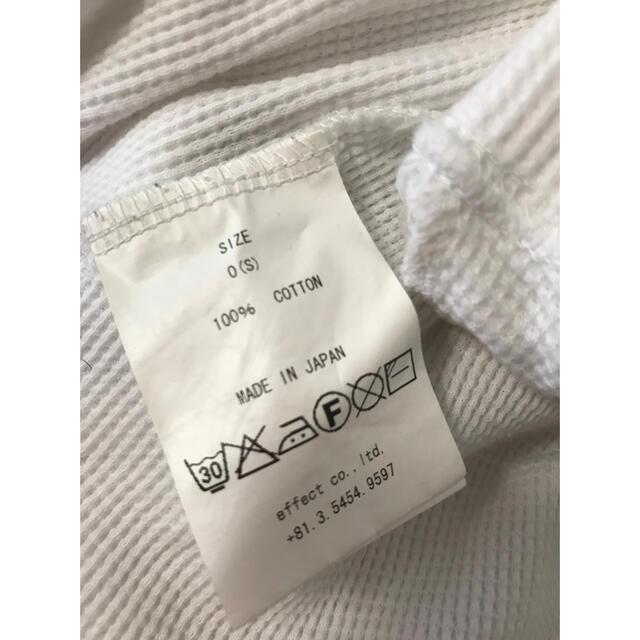 SIZE
0(S)
100% COTTON
MADE IN JAPAN
30 F
effect co.,ltd.
+81.3.5454.9597